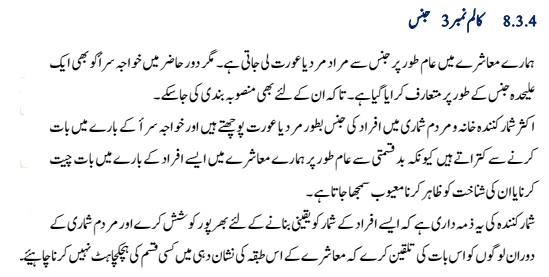 8.3.4 کالم نمبر 3 جنس
ہمارے معاشرے میں عام طور پر جنس سے مراد مرد یا عورت لی جاتی ہے۔ مگر دور حاضر میں خواجہ سرأ کو بھی ایک
علیحدہ جنس کے طور پر متعارف کرایا گیا ہے۔ تاکہ ان کے لئے بھی منصوبہ بندی کی جاسکے۔
اکثر شمار کنندہ خانہ و مردم شماری میں افراد کی جنس بطور مرد یا عورت پوچھتے ہیں اور خواجہ سرأ کے بارے میں بات
کرنے سے کتراتے ہیں کیونکہ بد قسمتی سے عام طور پر ہمارے معاشرے میں ایسے افراد کے بارے میں بات چیت
کرنا یا ان کی شناخت کو ظاہر کرنا معیوب سمجھا جاتا ہے۔
شمار کنندہ کی یہ ذمہ داری ہے کہ ایسے افراد کے شمار کو یقینی بنانے کے لئے بھرپور کوشش کرے اور مردم شماری کے
دوران لوگوں کو اس بات کی تلقین کرے کہ معاشرے کے اس طبقہ کی نشان دہی میں کسی قسم کی ہچکچاہٹ نہیں کرنا چاہیئے۔